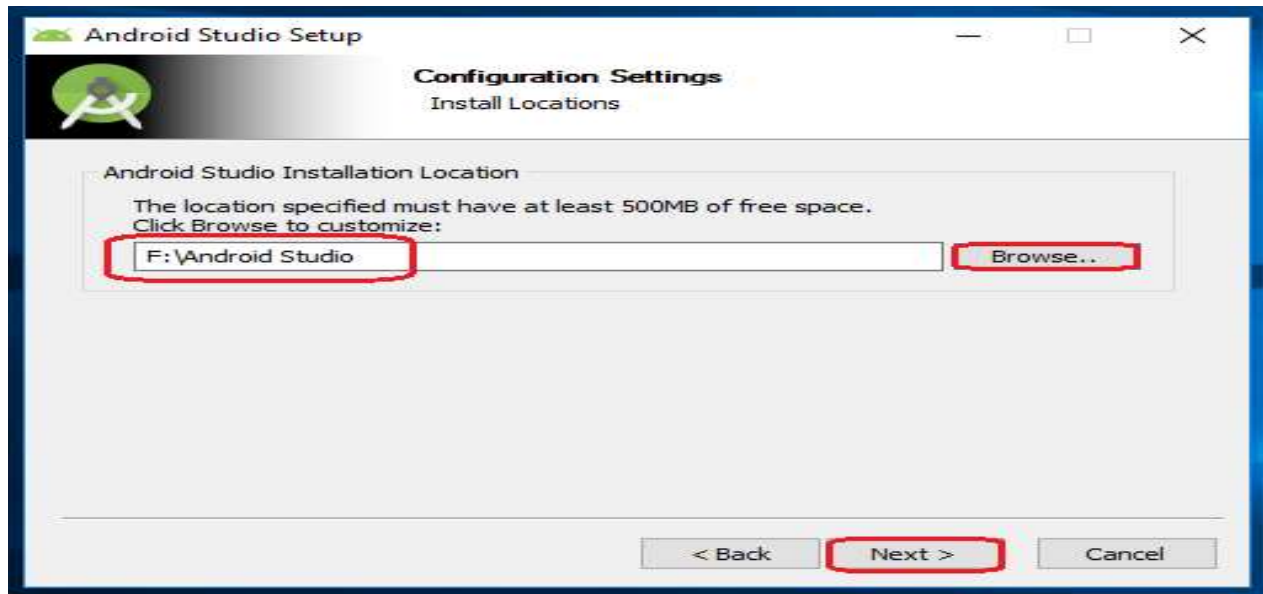 Android Studio Setup
Configuration Settings
Install Locations
Android Studio Installation Location
The location specified must have at least 500MB of free space.
Click Browse to customize:
F:\Android Studio
Browse..
< Back
Next >
Cancel